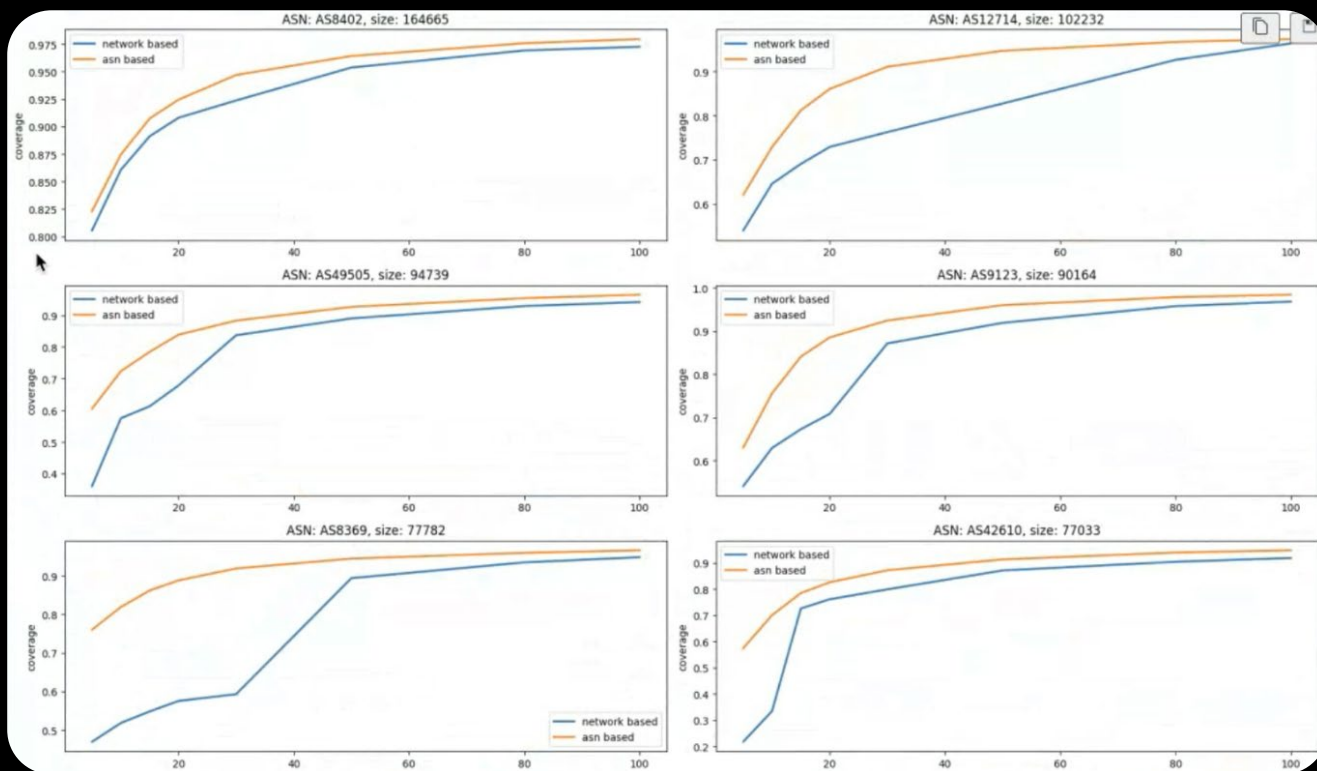 ASN: AS8402, size: 164665
network based
asn based
coverage
0.975
0.950
0.925
0.900
0.875
0.850
0.825
0.800
20 40 60 80 100
ASN: AS12714, size: 102232
network based
asn based
coverage
0.9
0.8
0.7
0.6
20 40 60 80 100
ASN: AS49505, size: 94739
network based
asn based
coverage
0.9
0.8
0.7
0.6
0.5
0.4
20 40 60 80 100
ASN: AS9123, size: 90164
network based
asn based
coverage
1.0
0.9
0.8
0.7
0.6
20 40 60 80 100
ASN: AS8369, size: 77782
coverage
0.9
0.8
0.7
0.6
0.5
network based
asn based
20 40 60 80 100
ASN: AS42610, size: 77033
network based
asn based
coverage
0.9
0.8
0.7
0.6
0.5
0.4
0.3
0.2
20 40 60 80 100